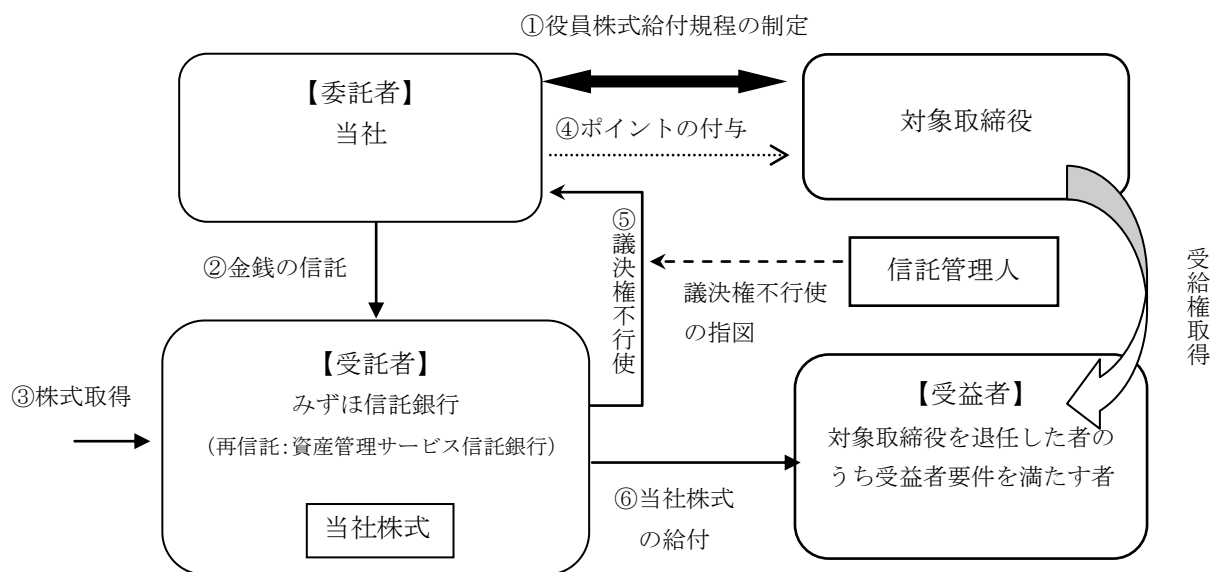 ①役員株式給付規程の制定
【委託者】
当社
対象取締役
④ポイントの付与
②金銭の信託
⑤議決権不行使
信託管理人
議決権不行使
の指図
受給権取得
③株式取得
【受託者】
みずほ信託銀行
(再信託:資産管理サービス信託銀行)
当社株式
【受益者】
対象取締役を退任した者の
うち受益者要件を満たす者
⑥当社株式
の給付